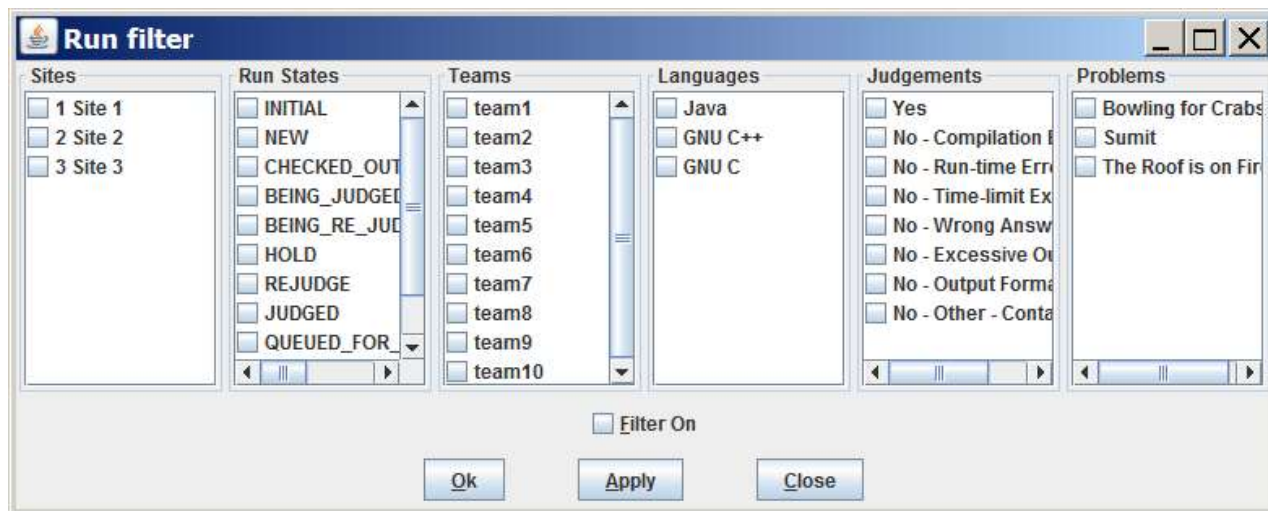 Run filter
Sites
1 Site 1
2 Site 2
3 Site 3
Run States
INITIAL
NEW
CHECKED_OUT
BEING_JUDGED
BEING_RE_JUD
HOLD
REJUDGE
JUDGED
QUEUED_FOR_
Teams
team1
team2
team3
team4
team5
team6
team7
team8
team9
team10
Languages
Java
GNU C++
GNU C
Judgements
Yes
No - Compilation
No - Run-time Erro
No - Time-limit Ex
No - Wrong Answ
No - Excessive Ou
No - Output Forma
No - Other - Conta
Problems
Bowling for Crabs
Sumit
The Roof is on Fir
Filter On
Ok
Apply
Close